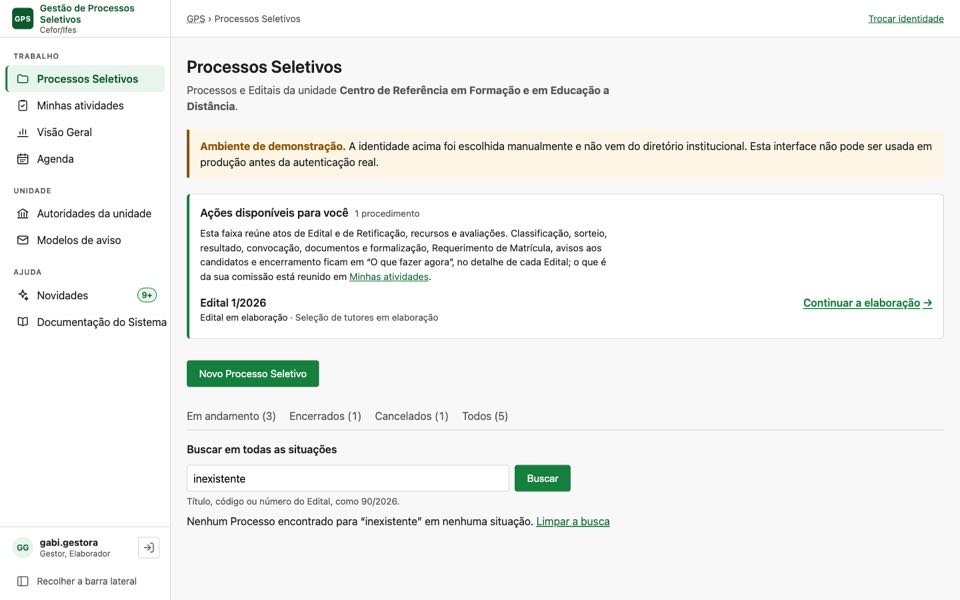 GPS
Gestão de Processos
Seletivos
Cefor/Ifes
GPS › Processos Seletivos
Trocar identidade
TRABALHO
Processos Seletivos
Minhas atividades
Visão Geral
Agenda
UNIDADE
Autoridades da unidade
Modelos de aviso
AJUDA
Novidades
9+
Documentação do Sistema
GG
gabi.gestora
Gestor, Elaborador
Recolher a barra lateral
Processos Seletivos
Processos e Editais da unidade Centro de Referência em Formação e em Educação a
Distância.
Ambiente de demonstração. A identidade acima foi escolhida manualmente e não vem do diretório institucional. Esta interface não pode ser usada em
produção antes da autenticação real.
Ações disponíveis para você 1 procedimento
Esta faixa reúne atos de Edital e de Retificação, recursos e avaliações. Classificação, sorteio,
resultado, convocação, documentos e formalização, Requerimento de Matrícula, avisos aos
candidatos e encerramento ficam em “O que fazer agora”, no detalhe de cada Edital; o que é
da sua comissão está reunido em Minhas atividades.
Edital 1/2026
Edital em elaboração · Seleção de tutores em elaboração
Continuar a elaboração →
Novo Processo Seletivo
Em andamento (3) Encerrados (1) Cancelados (1) Todos (5)
Buscar em todas as situações
inexistente
Buscar
Título, código ou número do Edital, como 90/2026.
Nenhum Processo encontrado para “inexistente” em nenhuma situação. Limpar a busca